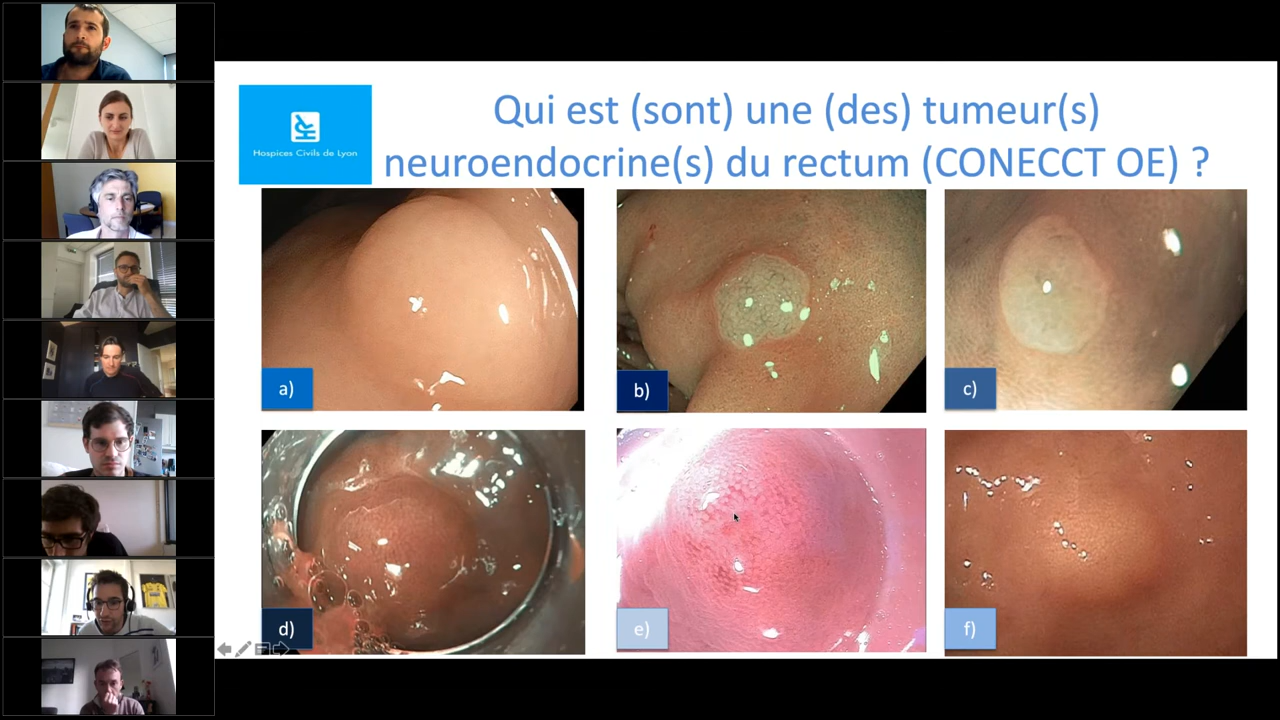 Qui est (sont) une (des) tumeur(s)
neuroendocrine(s) du rectum (CONECCT OE) ?
Hospices Civils de Lyon
a)
b)
c)
d)
e)
f)